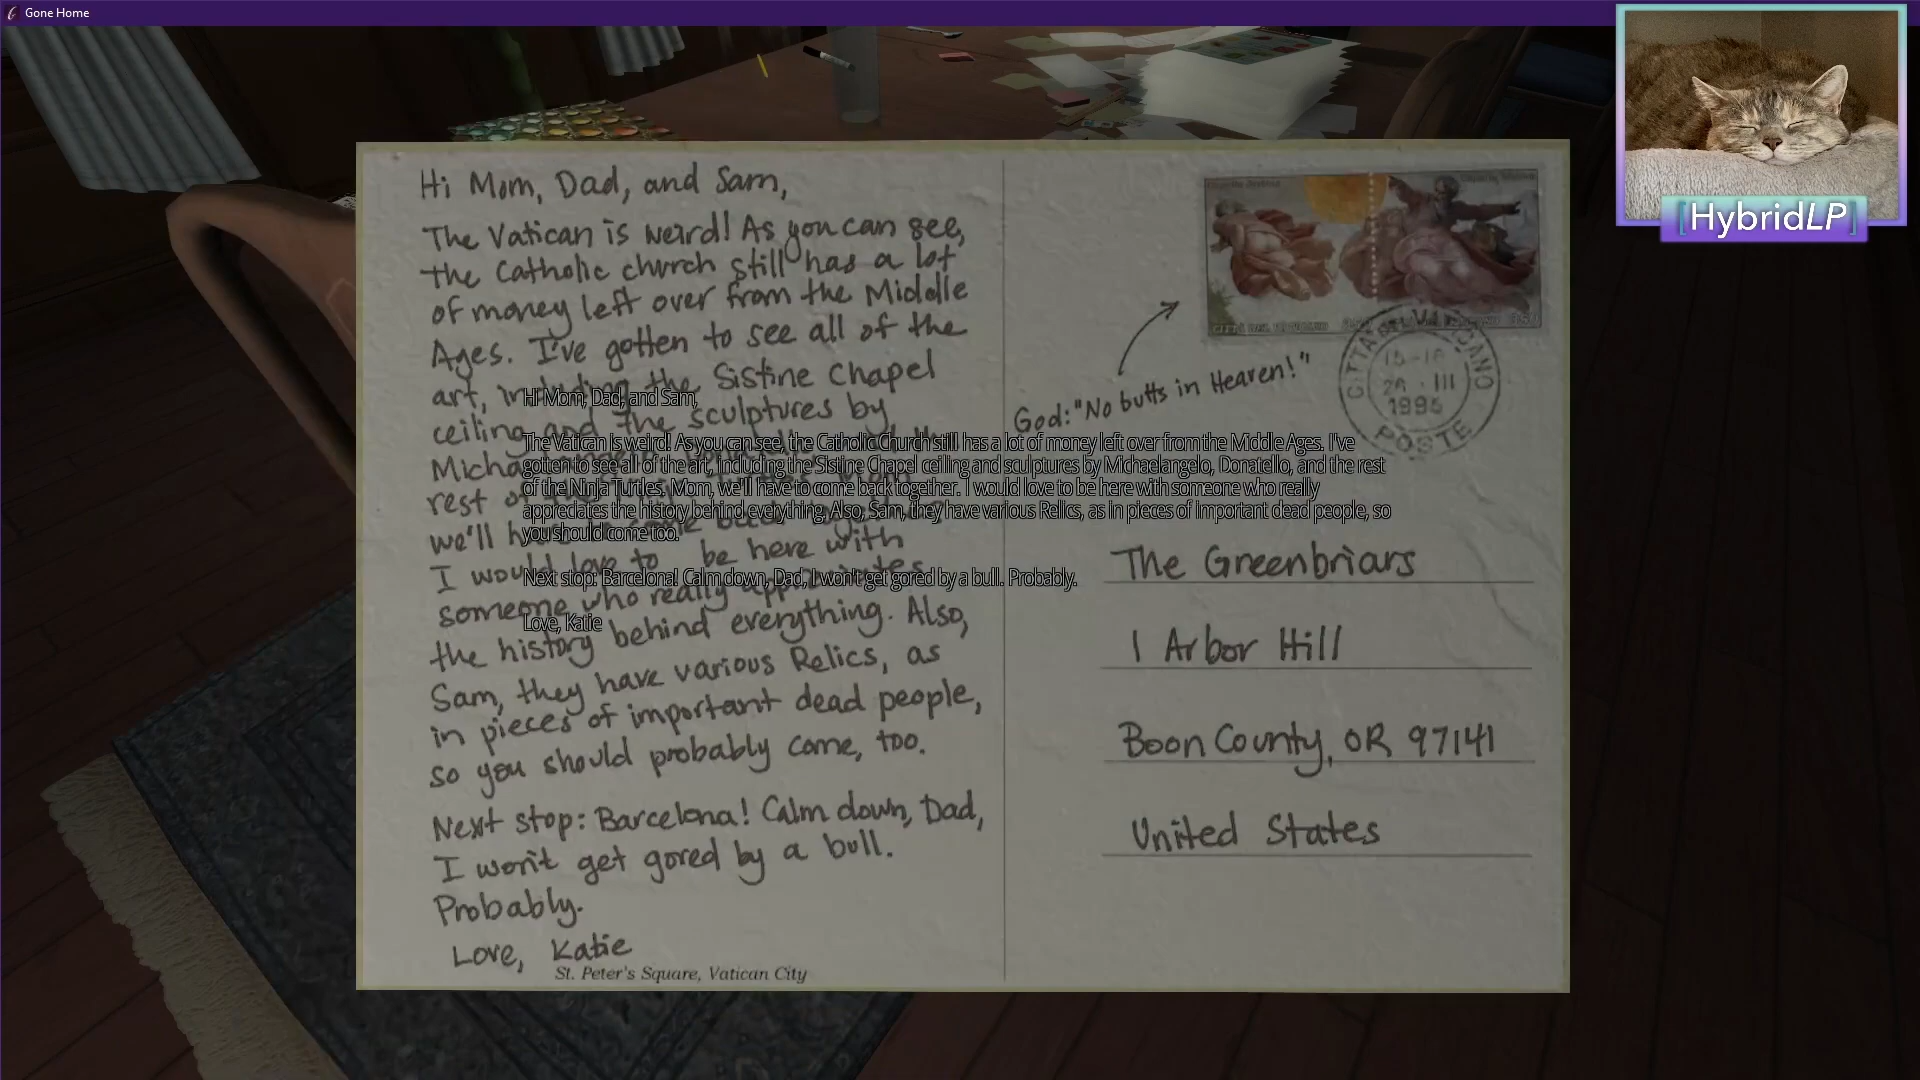 Gone Home
[HybridLP]
Hi Mom, Dad, and Sam,
The Vatican is weird! As you can see,
the Catholic church still has a lot
of money left over from the Middle
Ages. I've gotten to see all of the
art, including the Sistine Chapel
ceiling and the sculptures by
rest of
we'll have
I would love to be here with
someone who really appreciates
the history behind everything. Also,
Sam, they have various Relics, as
in pieces of important dead people,
so you should probably come, too.
Next stop: Barcelona! Calm down, Dad,
I won't get gored by a bull.
Probably.
Love, Katie
St. Peter's Square, Vatican City
Hi Mom, Dad, and Sam,
The Vatican is weird! As you can see, the Catholic Church still has a lot of money left over from the Middle Ages. I've
gotten to see all of the art, including the Sistine Chapel ceiling and sculptures by Michaelangelo, Donatello, and the rest
of the Ninja Turtles. Mom, we'll have to come back together. I would love to be here with someone who really
appreciates the history behind everything. Also, Sam, they have various Relics, as in pieces of important dead people, so
you should come too.
Next stop: Barcelona! Calm down, Dad, I won't get gored by a bull. Probably.
Love, Katie
God: "No butts in Heaven!"
POSTE
The Greenbriars
1 Arbor Hill
Boon County, OR 97141
United States